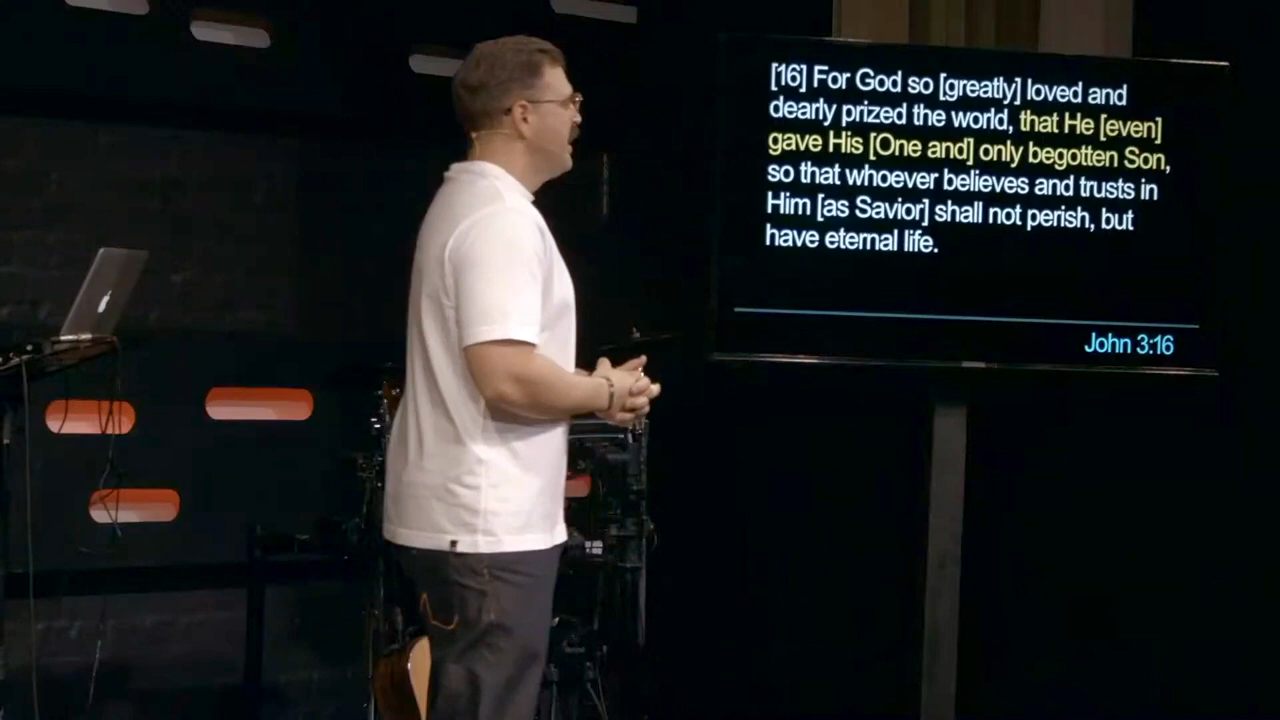 [16] For God so [greatly] loved and
dearly prized the world, that He [even]
gave His [One and] only begotten Son,
so that whoever believes and trusts in
Him [as Savior] shall not perish, but
have eternal life.
John 3:16